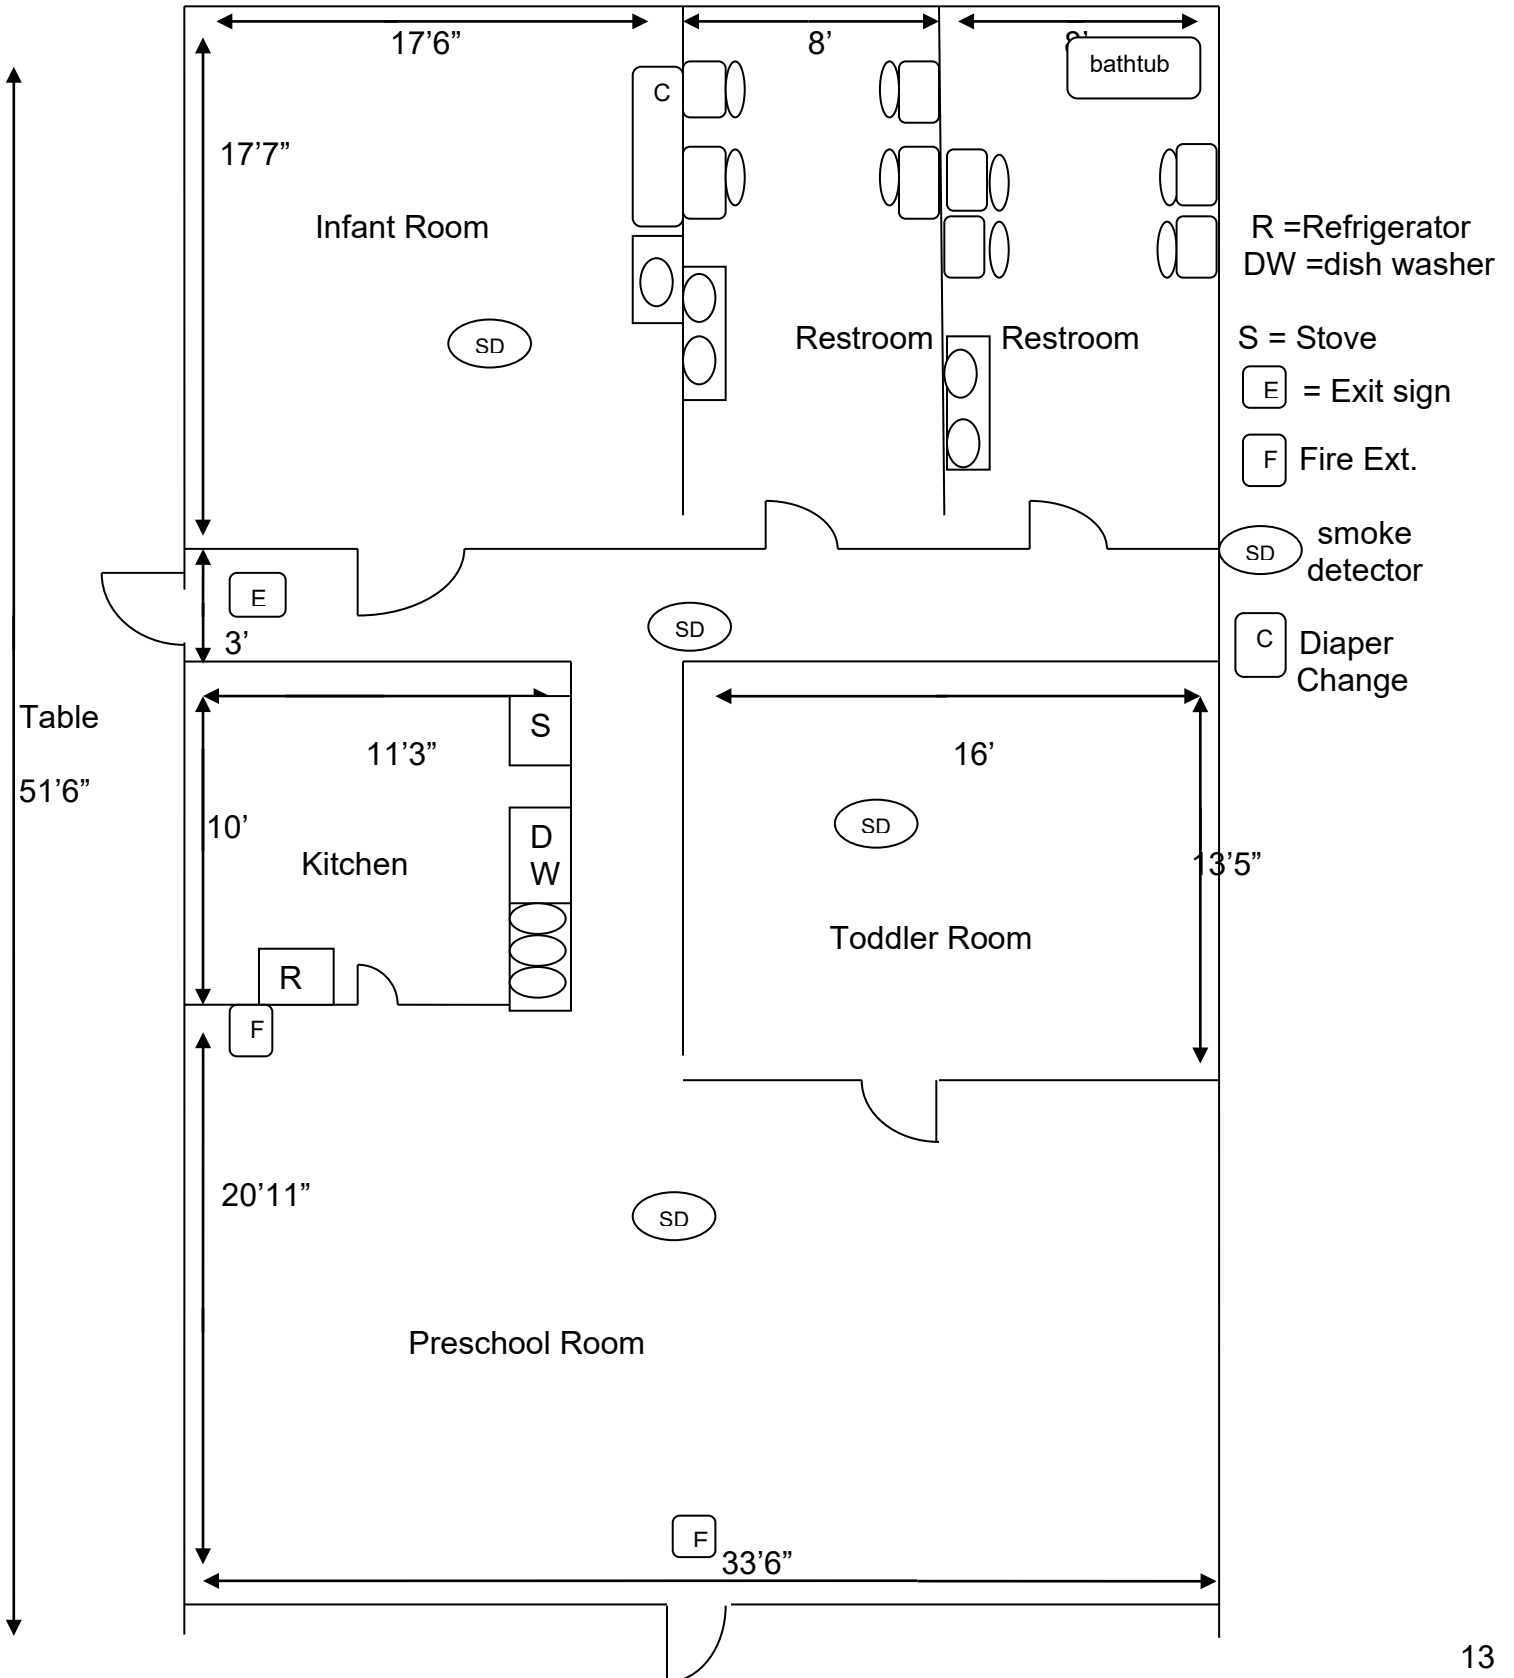 17’6”
8’
8’
bathtub
C
17’7”
Infant Room
R =Refrigerator
DW =dish washer
SD
Restroom
Restroom
S = Stove
E = Exit sign
F Fire Ext.
SD smoke
detector
E
SD
3’
C Diaper
Change
Table
S
11’3”
16’
51’6”
SD
10’
D
W
Kitchen
13’5”
Toddler Room
R
F
20’11”
SD
Preschool Room
F
33’6”
13